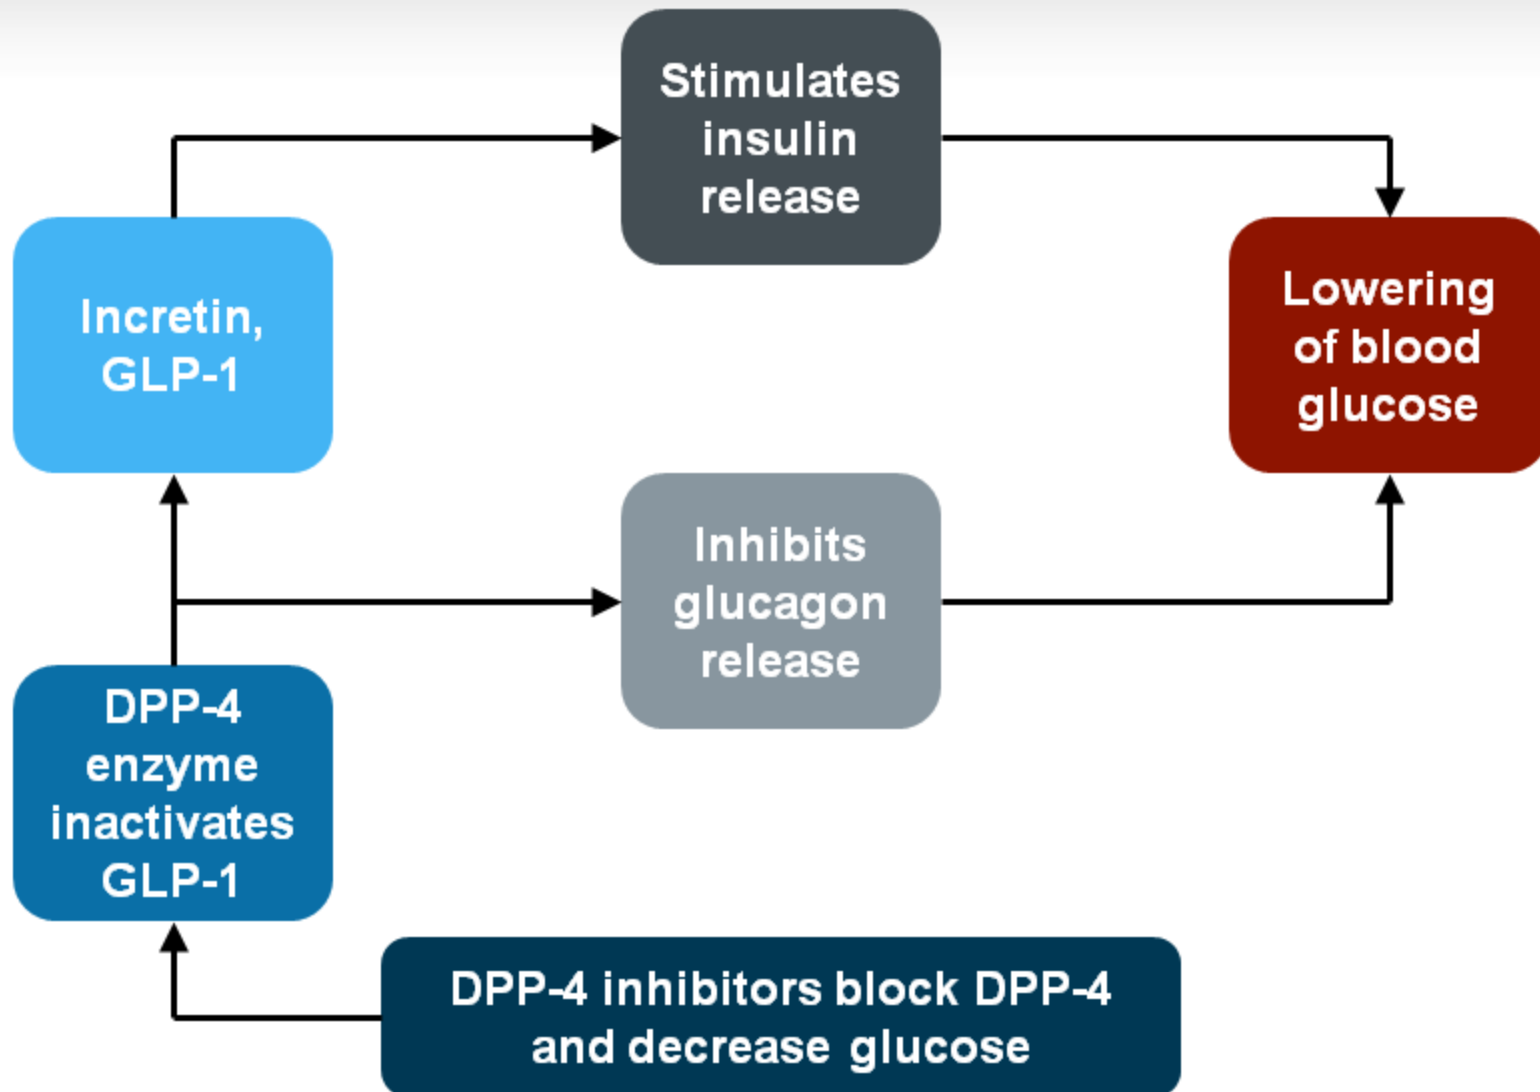 Stimulates
insulin
release
Incretin,
GLP-1
Lowering
of blood
glucose
Inhibits
glucagon
release
DPP-4
enzyme
inactivates
GLP-1
DPP-4 inhibitors block DPP-4
and decrease glucose